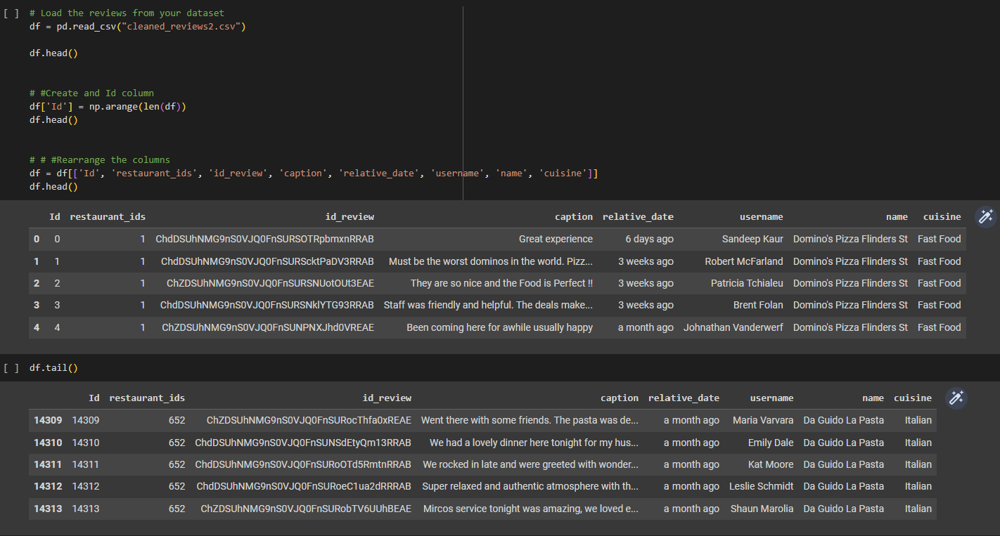 [ ] # Load the reviews from your dataset
df = pd.read_csv("cleaned_reviews2.csv")
df.head()
# #Create and Id column
df['Id'] = np.arange(len(df))
df.head()
# # #Rearrange the columns
df = df[['Id', 'restaurant_ids', 'id_review', 'caption', 'relative_date', 'username', 'name', 'cuisine']]
df.head()
Id restaurant_ids id_review caption relative_date username name cuisine
0 0 1 ChdDSUhNMG9nS0VJQ0FnSURSOTRpbmxnRRAB Great experience 6 days ago Sandeep Kaur Domino's Pizza Flinders St Fast Food
1 1 1 ChdDSUhNMG9nS0VJQ0FnSURScktPaDV3RRAB Must be the worst dominos in the world. Pizz... 3 weeks ago Robert McFarland Domino's Pizza Flinders St Fast Food
2 2 1 ChZDSUhNMG9nS0VJQ0FnSURSNUotOUt3EAE They are so nice and the Food is Perfect !! 3 weeks ago Patricia Tchialeu Domino's Pizza Flinders St Fast Food
3 3 1 ChdDSUhNMG9nS0VJQ0FnSURSNklYTG93RRAB Staff was friendly and helpful. The deals make... 3 weeks ago Brent Folan Domino's Pizza Flinders St Fast Food
4 4 1 ChZDSUhNMG9nS0VJQ0FnSUNPNXJhd0VREAE Been coming here for awhile usually happy a month ago Johnathan Vanderwerf Domino's Pizza Flinders St Fast Food
[ ] df.tail()
Id restaurant_ids id_review caption relative_date username name cuisine
14309 14309 652 ChZDSUhNMG9nS0VJQ0FnSURocThfa0xREAE Went there with some friends. The pasta was de... a month ago Maria Varvara Da Guido La Pasta Italian
14310 14310 652 ChdDSUhNMG9nS0VJQ0FnSUNSdEtyQm13RRAB We had a lovely dinner here tonight for my hus... a month ago Emily Dale Da Guido La Pasta Italian
14311 14311 652 ChdDSUhNMG9nS0VJQ0FnSURoOTd5RmtnRRAB We rocked in late and were greeted with wonder... a month ago Kat Moore Da Guido La Pasta Italian
14312 14312 652 ChdDSUhNMG9nS0VJQ0FnSURoeC1ua2dRRRAB Super relaxed and authentic atmosphere with th... a month ago Leslie Schmidt Da Guido La Pasta Italian
14313 14313 652 ChZDSUhNMG9nS0VJQ0FnSURobTV6UUhBEAE Mircos service tonight was amazing, we loved e... a month ago Shaun Marolia Da Guido La Pasta Italian